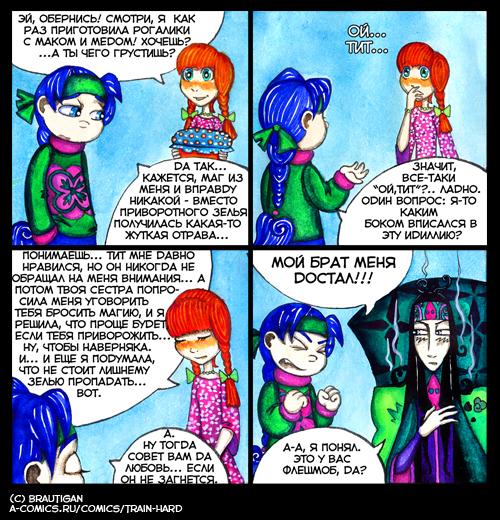 ЭЙ, ОБЕРНИСЬ! СМОТРИ, Я КАК
РАЗ ПРИГОТОВИЛА РОГАЛИКИ
С МАКОМ И МЕДОМ! ХОЧЕШЬ?
...А ТЫ ЧЕГО ГРУСТИШЬ?
ДА ТАК...
КАЖЕТСЯ, МАГ ИЗ
МЕНЯ И ВПРАВДУ
НИКАКОЙ - ВМЕСТО
ПРИВОРОТНОГО ЗЕЛЬЯ
ПОЛУЧИЛАСЬ КАКАЯ-ТО
ЖУТКАЯ ОТРАВА...
ОЙ...
ТИТ...
ЗНАЧИТ,
ВСЕ-ТАКИ
"ОЙ,ТИТ"?.. ЛАДНО.
ОДИН ВОПРОС: Я-ТО
КАКИМ
БОКОМ ВПИСАЛСЯ В
ЭТУ ИДИЛЛИЮ?
ПОНИМАЕШЬ... ТИТ МНЕ ДАВНО
НРАВИЛСЯ, НО ОН НИКОГДА НЕ
ОБРАЩАЛ НА МЕНЯ ВНИМАНИЯ... А
ПОТОМ ТВОЯ СЕСТРА ПОПРО-
СИЛА МЕНЯ УГОВОРИТЬ
ТЕБЯ БРОСИТЬ МАГИЮ, И Я
РЕШИЛА, ЧТО ПРОЩЕ БУДЕТ,
ЕСЛИ ТЕБЯ ПРИВОРОЖИТЬ...
НУ, ЧТОБЫ НАВЕРНЯКА.
И... И ЕЩЕ Я ПОДУМАЛА,
ЧТО НЕ СТОИТ ЛИШНЕМУ
ЗЕЛЬЮ ПРОПАДАТЬ...
ВОТ.
А.
НУ ТОГДА
СОВЕТ ВАМ ДА
ЛЮБОВЬ... ЕСЛИ
ОН НЕ ЗАГНЕТСЯ.
МОЙ БРАТ МЕНЯ
ДОСТАЛ!!!
А-А, Я ПОНЯЛ.
ЭТО У ВАС
ФЛЕШМОБ, ДА?
(C) BRAUTIGAN
A-COMICS.RU/COMICS/TRAIN-HARD